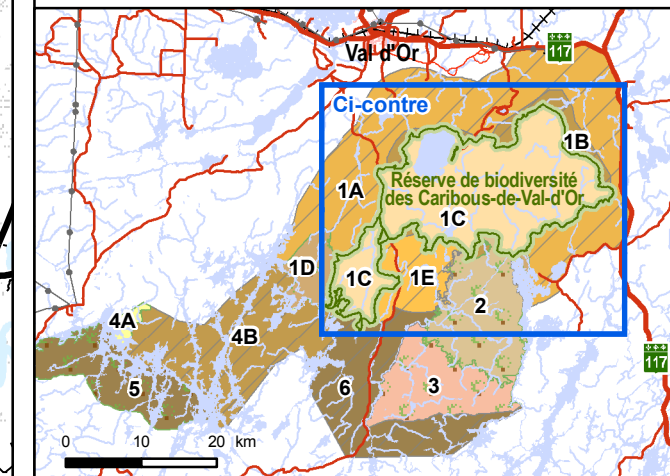 Val d'Or
117
Ci-contre
1B
1A
Réserve de biodiversité
des Caribous-de-Val-d'Or
1C
1D
1C
1E
2
4A
4B
117
5
6
3
0 10 20 km